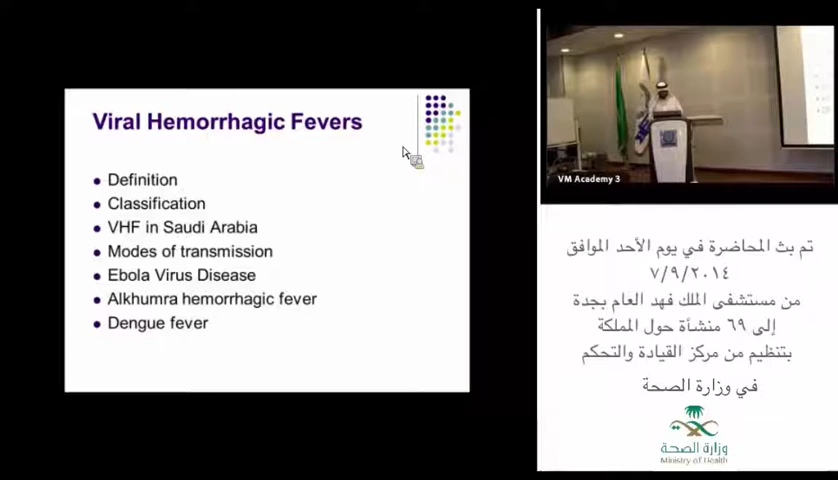 Viral Hemorrhagic Fevers
Definition
Classification
VHF in Saudi Arabia
Modes of transmission
Ebola Virus Disease
Alkhumra hemorrhagic fever
Dengue fever
VM Academy 3
تم بث المحاضرة في يوم الأحد الموافق
٧/٩/٢٠١٤
من مستشفى الملك فهد العام بجدة
إلى ٦٩ منشأة حول المملكة
بتنظيم من مركز القيادة والتحكم
في وزارة الصحة
وزارة الصحة
Ministry of Health